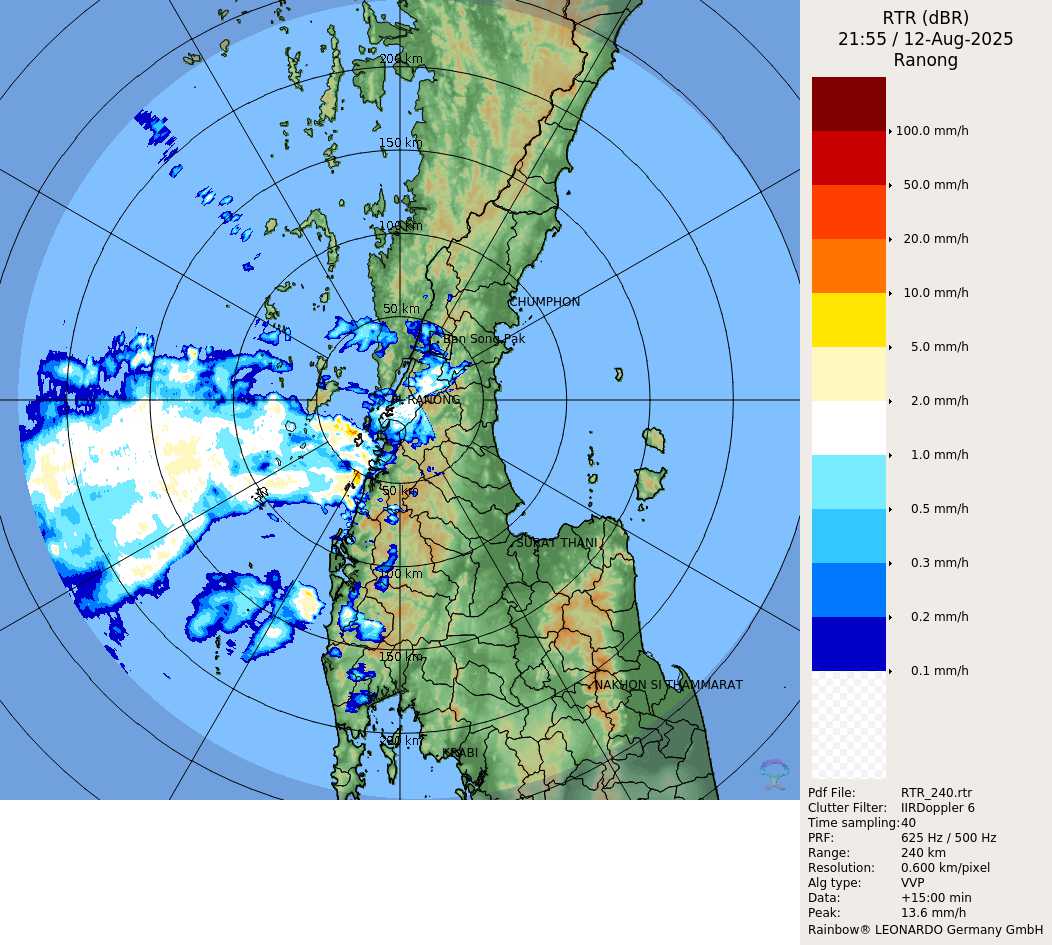 RTR (dBR)
21:55 / 12-Aug-2025
Ranong
200 km
150 km
100 km
50 km
CHUMPHON
Ban Song Pak
RANONG
50 km
SURAT THANI
100 km
150 km
NAKHON SI THAMMARAT
200 km
KRABI
100.0 mm/h
50.0 mm/h
20.0 mm/h
10.0 mm/h
5.0 mm/h
2.0 mm/h
1.0 mm/h
0.5 mm/h
0.3 mm/h
0.2 mm/h
0.1 mm/h
Pdf File: RTR_240.rtr
Clutter Filter: IIRDoppler 6
Time sampling:40
PRF: 625 Hz / 500 Hz
Range: 240 km
Resolution: 0.600 km/pixel
Alg type: VVP
Data: +15:00 min
Peak: 13.6 mm/h
Rainbow® LEONARDO Germany GmbH